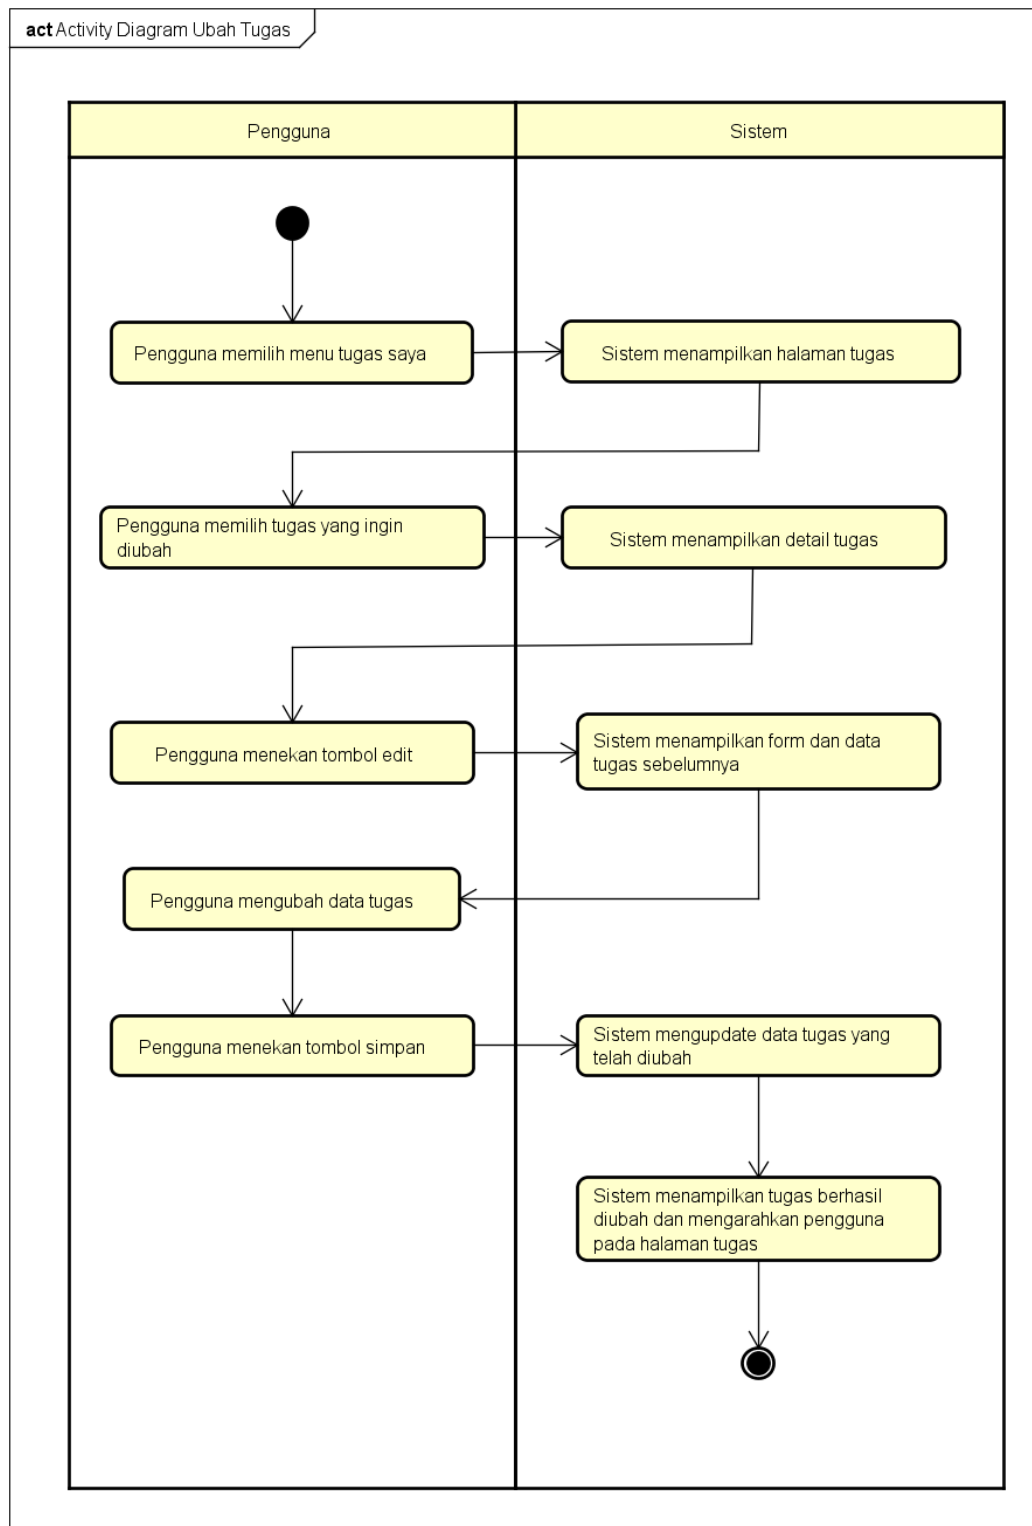 act Activity Diagram Ubah Tugas
Pengguna
Sistem
Pengguna memilih menu tugas saya
Sistem menampilkan halaman tugas
Pengguna memilih tugas yang ingin
diubah
Sistem menampilkan detail tugas
Pengguna menekan tombol edit
Sistem menampilkan form dan data
tugas sebelumnya
Pengguna mengubah data tugas
Pengguna menekan tombol simpan
Sistem mengupdate data tugas yang
telah diubah
Sistem menampilkan tugas berhasil
diubah dan mengarahkan pengguna
pada halaman tugas